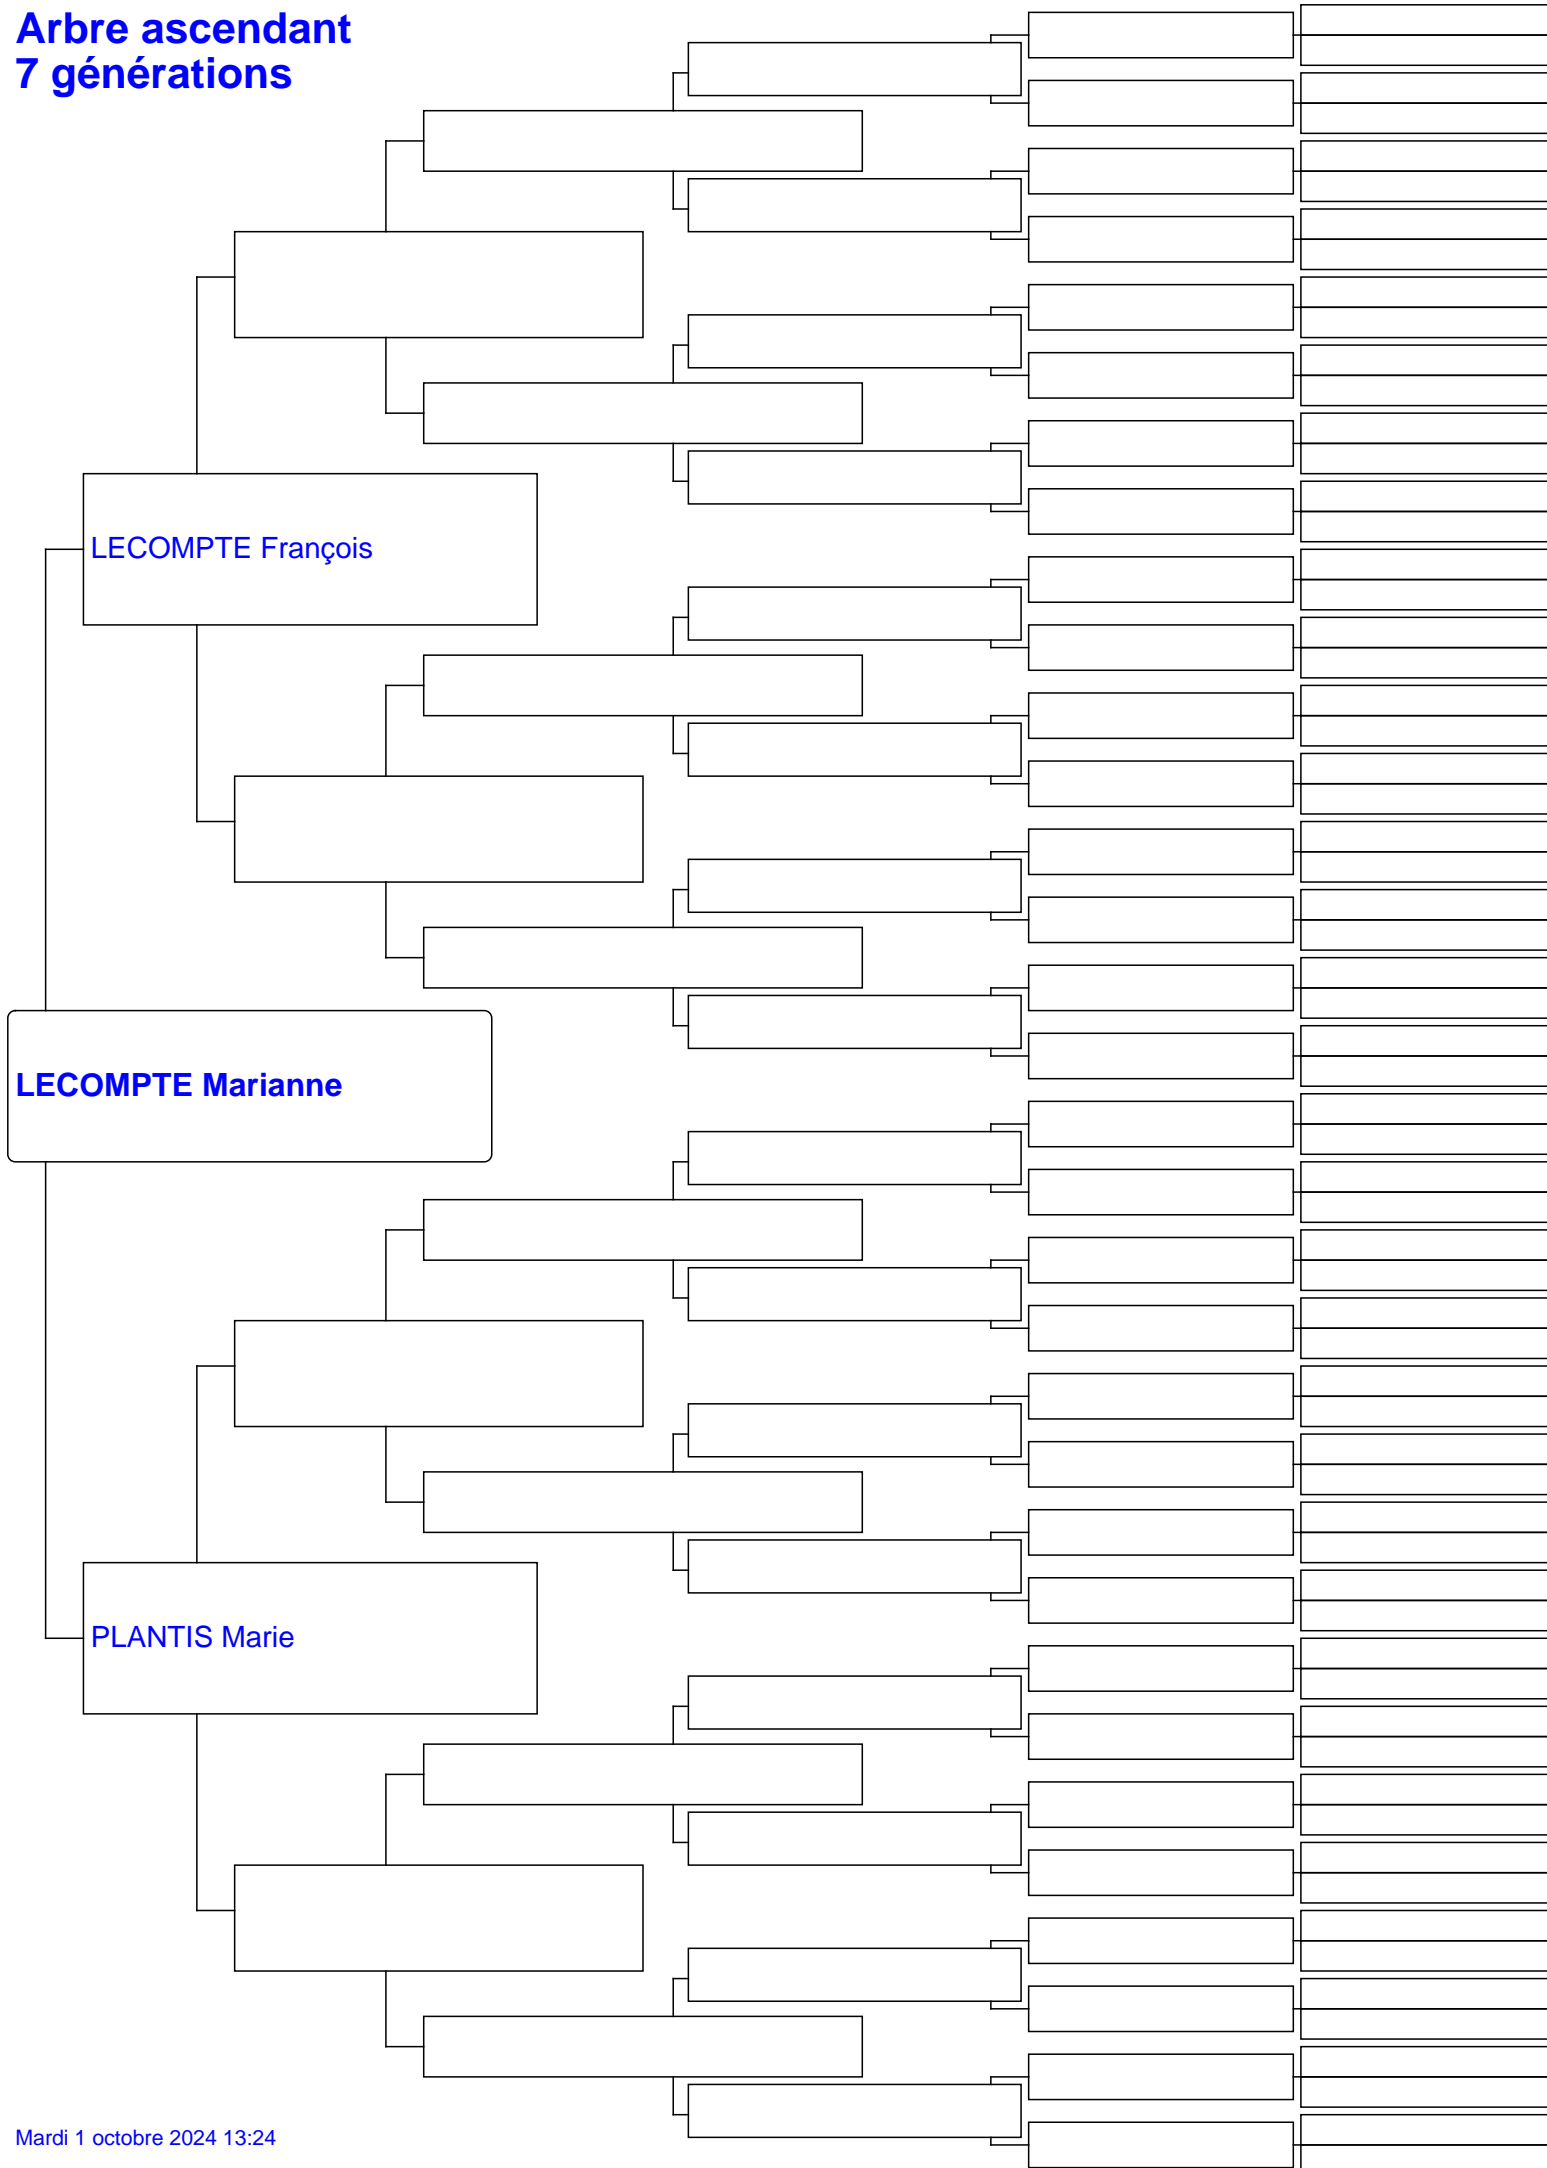 Arbre ascendant
7 générations
LECOMPTE François
LECOMPTE Marianne
PLANTIS Marie
Mardi 1 octobre 2024 13:24